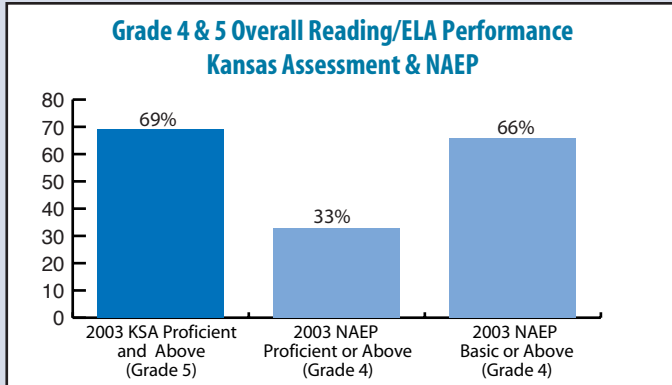 Grade 4 & 5 Overall Reading/ELA Performance
Kansas Assessment & NAEP
80
70
60
50
40
30
20
10
0
69%
33%
66%
2003 KSA Proficient
and Above
(Grade 5)
2003 NAEP
Proficient or Above
(Grade 4)
2003 NAEP
Basic or Above
(Grade 4)